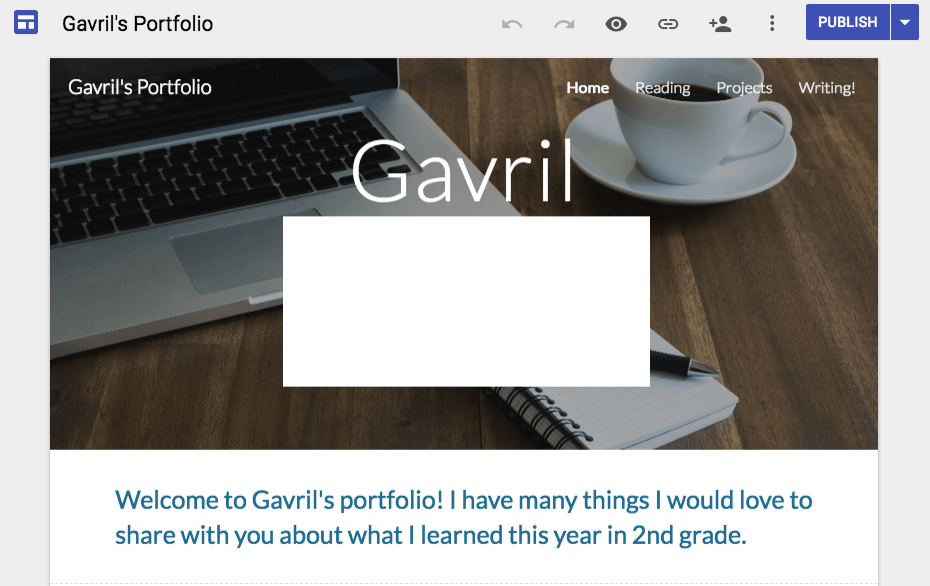 Gavril's Portfolio
PUBLISH
Gavril's Portfolio
Home Reading Projects Writing!
Gavril
Welcome to Gavril's portfolio! I have many things I would love to
share with you about what I learned this year in 2nd grade.